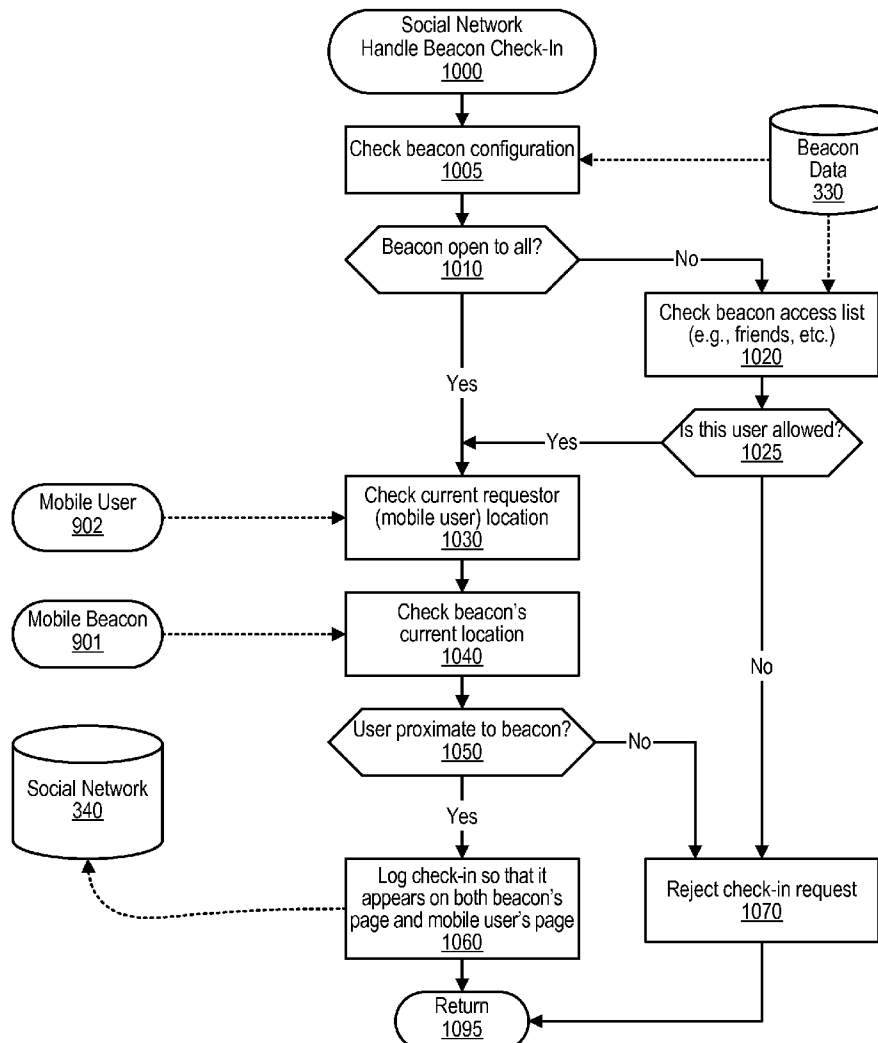 Social Network
Handle Beacon Check-In
1000
Check beacon configuration
1005
Beacon
Data
330
Beacon open to all?
1010
No
Check beacon access list
(e.g., friends, etc.)
1020
Yes
Is this user allowed?
1025
Yes
Mobile User
902
Check current requestor
(mobile user) location
1030
Mobile Beacon
901
Check beacon's
current location
1040
No
User proximate to beacon?
1050
No
Social Network
340
Yes
Log check-in so that it
appears on both beacon's
page and mobile user's page
1060
Reject check-in request
1070
Return
1095